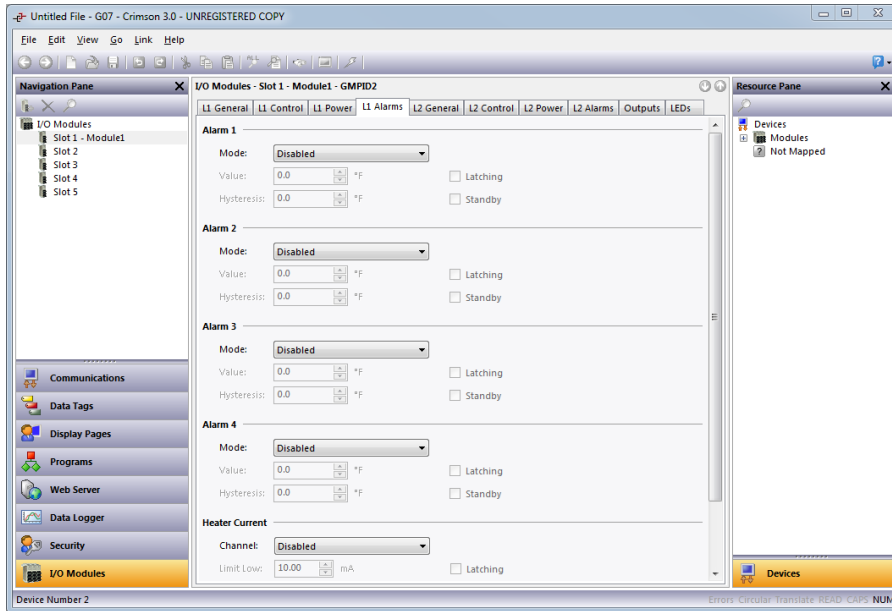 Untitled File - G07 - Crimson 3.0 - UNREGISTERED COPY
File Edit View Go Link Help
Navigation Pane
I/O Modules
Slot 1 - Module1
Slot 2
Slot 3
Slot 4
Slot 5
Communications
Data Tags
Display Pages
Programs
Web Server
Data Logger
Security
I/O Modules
I/O Modules - Slot 1 - Module1 - GMPID2
L1 General L1 Control L1 Power L1 Alarms L2 General L2 Control L2 Power L2 Alarms Outputs LEDs
Alarm 1
Mode: Disabled
Value: 0.0 °F Latching
Hysteresis: 0.0 °F Standby
Alarm 2
Mode: Disabled
Value: 0.0 °F Latching
Hysteresis: 0.0 °F Standby
Alarm 3
Mode: Disabled
Value: 0.0 °F Latching
Hysteresis: 0.0 °F Standby
Alarm 4
Mode: Disabled
Value: 0.0 °F Latching
Hysteresis: 0.0 °F Standby
Heater Current
Channel: Disabled
Limit Low: 10.00 mA Latching
Resource Pane
Devices
Modules
? Not Mapped
Devices
Device Number 2
Errors Circular Translate READ CAPS NUM